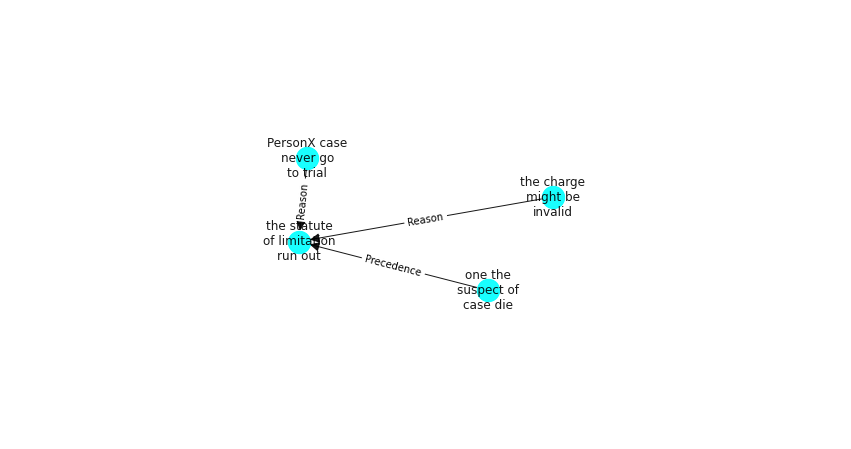 PersonX case
never go
to trial
the charge
might be
invalid
Reason
Reason
the statute
of limitation
run out
Precedence
one the
suspect of
case die